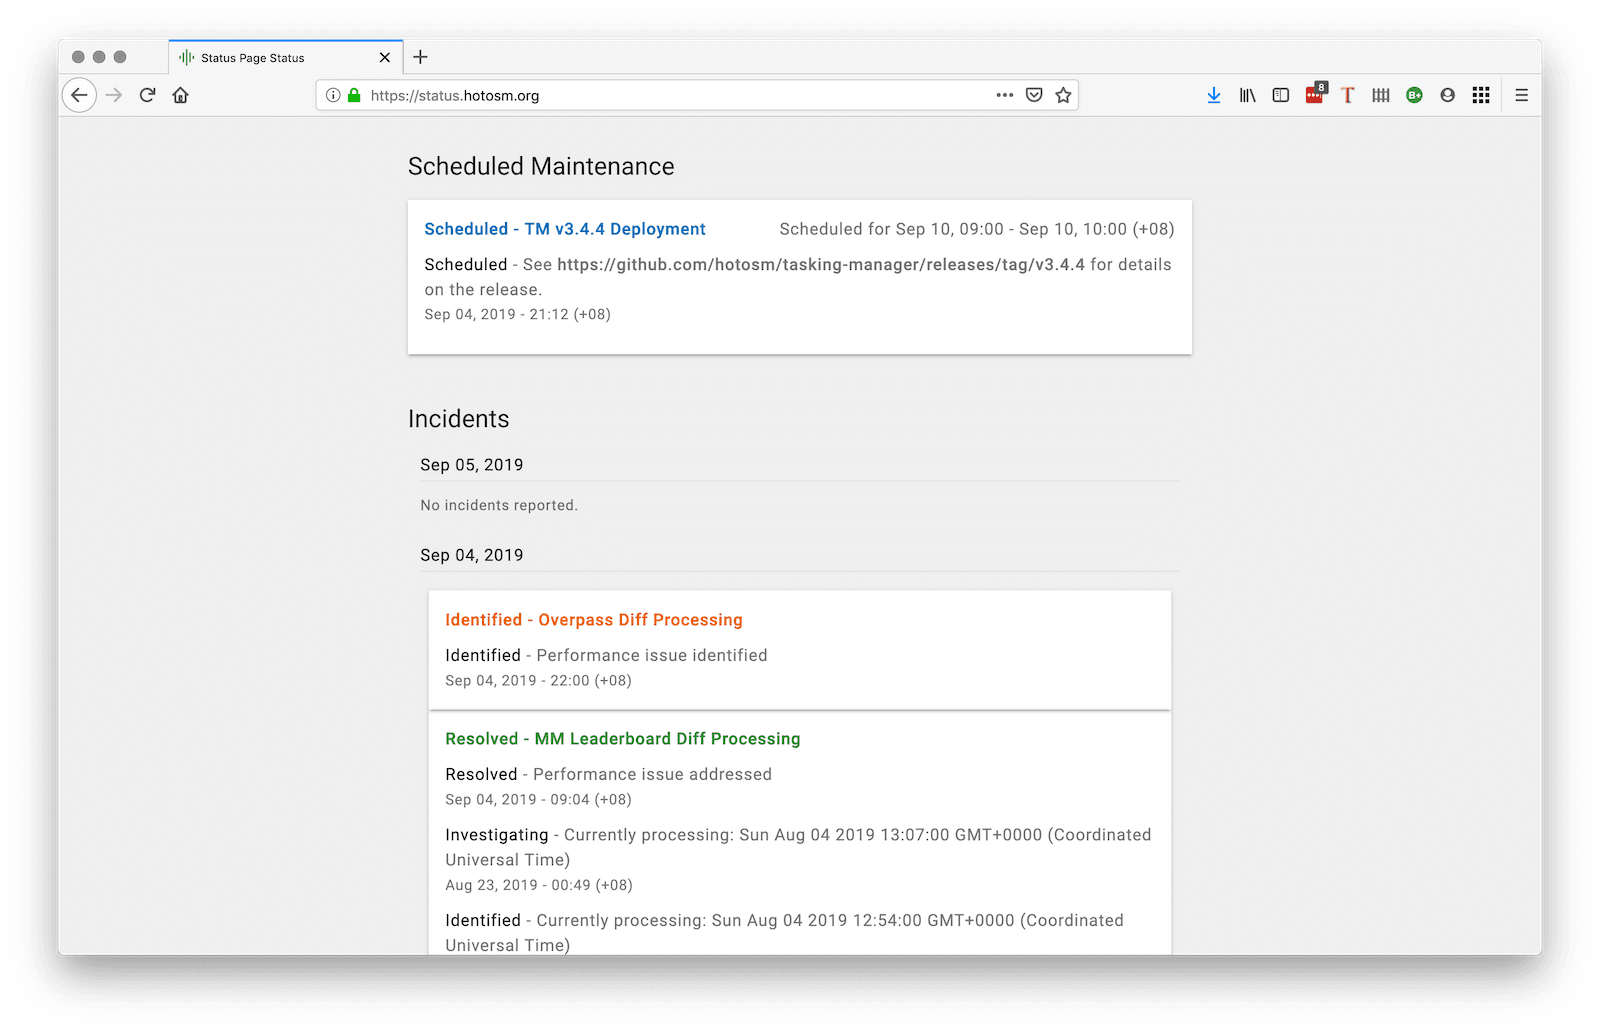 Status Page Status
https://status.hotosm.org
8
T
B+
Scheduled Maintenance
Scheduled - TM v3.4.4 Deployment
Scheduled for Sep 10, 09:00 - Sep 10, 10:00 (+08)
Scheduled - See https://github.com/hotosm/tasking-manager/releases/tag/v3.4.4 for details
on the release.
Sep 04, 2019 - 21:12 (+08)
Incidents
Sep 05, 2019
No incidents reported.
Sep 04, 2019
Identified - Overpass Diff Processing
Identified - Performance issue identified
Sep 04, 2019 - 22:00 (+08)
Resolved - MM Leaderboard Diff Processing
Resolved - Performance issue addressed
Sep 04, 2019 - 09:04 (+08)
Investigating - Currently processing: Sun Aug 04 2019 13:07:00 GMT+0000 (Coordinated
Universal Time)
Aug 23, 2019 - 00:49 (+08)
Identified - Currently processing: Sun Aug 04 2019 12:54:00 GMT+0000 (Coordinated
Universal Time)